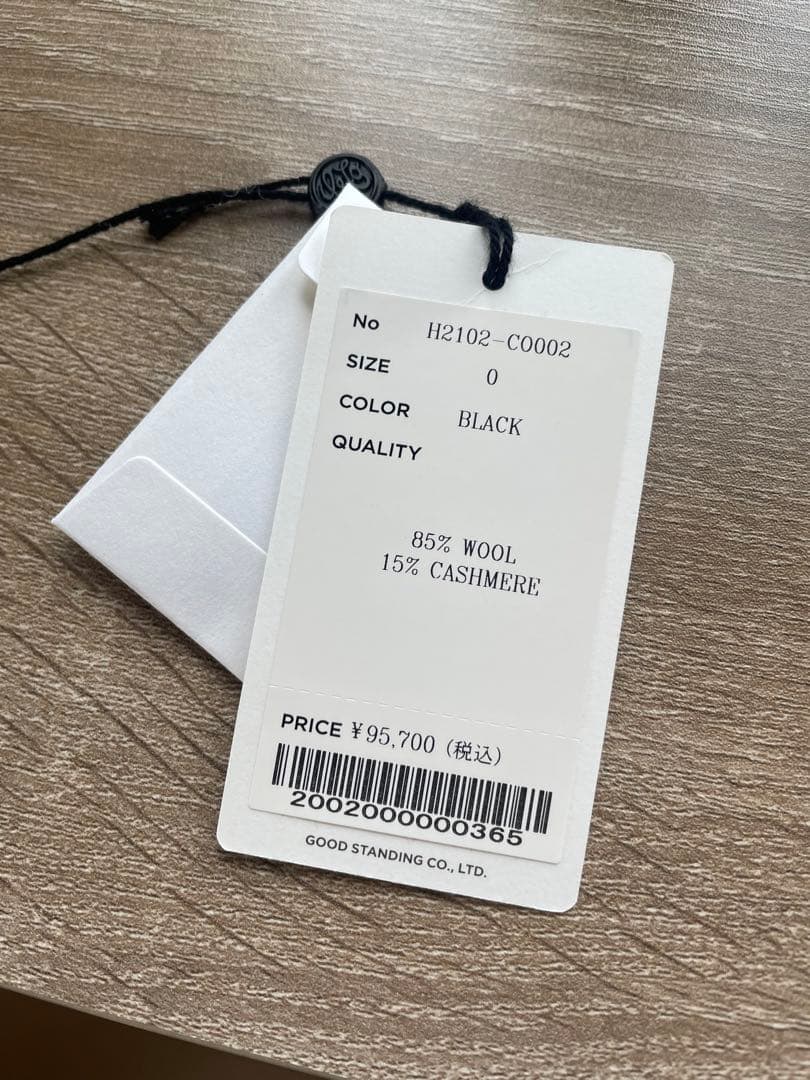 No H2102-CO002
SIZE 0
COLOR BLACK
QUALITY
85% WOOL
15% CASHMERE
PRICE ¥95,700 (税込)
2002000000365
GOOD STANDING CO., LTD.